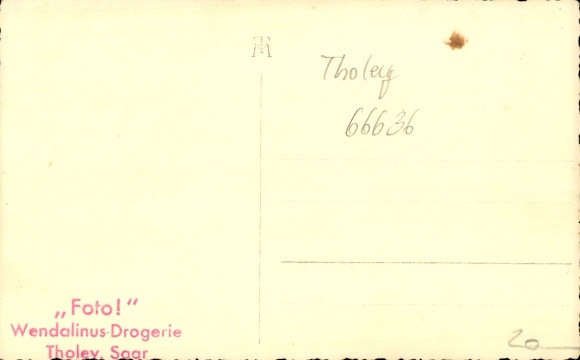 Tholey
66636
„Foto!“
Wendalinus-Drogerie
Tholey, Saar
20